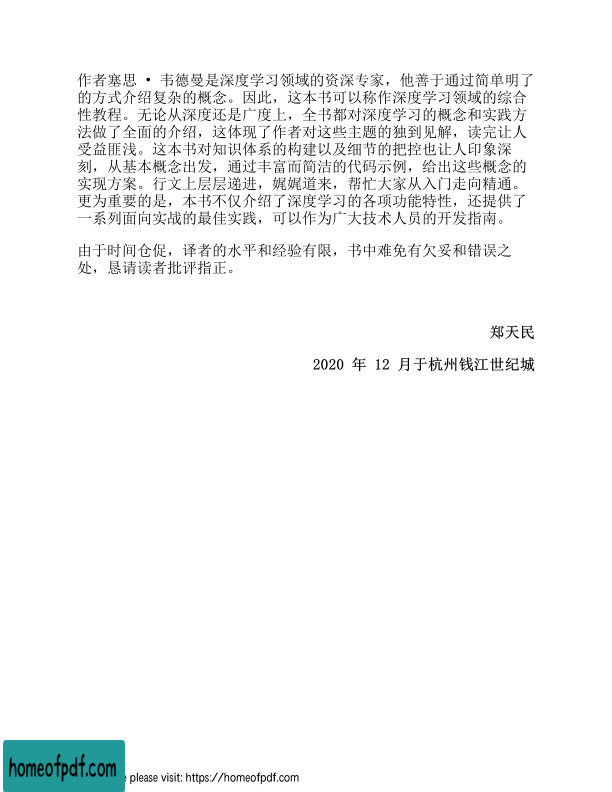 作者塞思 • 韦德曼是深度学习领域的资深专家，他善于通过简单明了
的方式介绍复杂的概念。因此，这本书可以称作深度学习领域的综合
性教程。无论从深度还是广度上，全书都对深度学习的概念和实践方
法做了全面的介绍，这体现了作者对这些主题的独到见解，读完让人
受益匪浅。这本书对知识体系的构建以及细节的把控也让人印象深
刻，从基本概念出发，通过丰富而简洁的代码示例，给出这些概念的
实现方案。行文上层层递进，娓娓道来，帮忙大家从入门走向精通。
更为重要的是，本书不仅介绍了深度学习的各项功能特性，还提供了
一系列面向实战的最佳实践，可以作为广大技术人员的开发指南。
由于时间仓促，译者的水平和经验有限，书中难免有欠妥和错误之
处，恳请读者批评指正。
郑天民
2020 年 12 月于杭州钱江世纪城
homeofpdf.com
please visit: https://homeofpdf.com